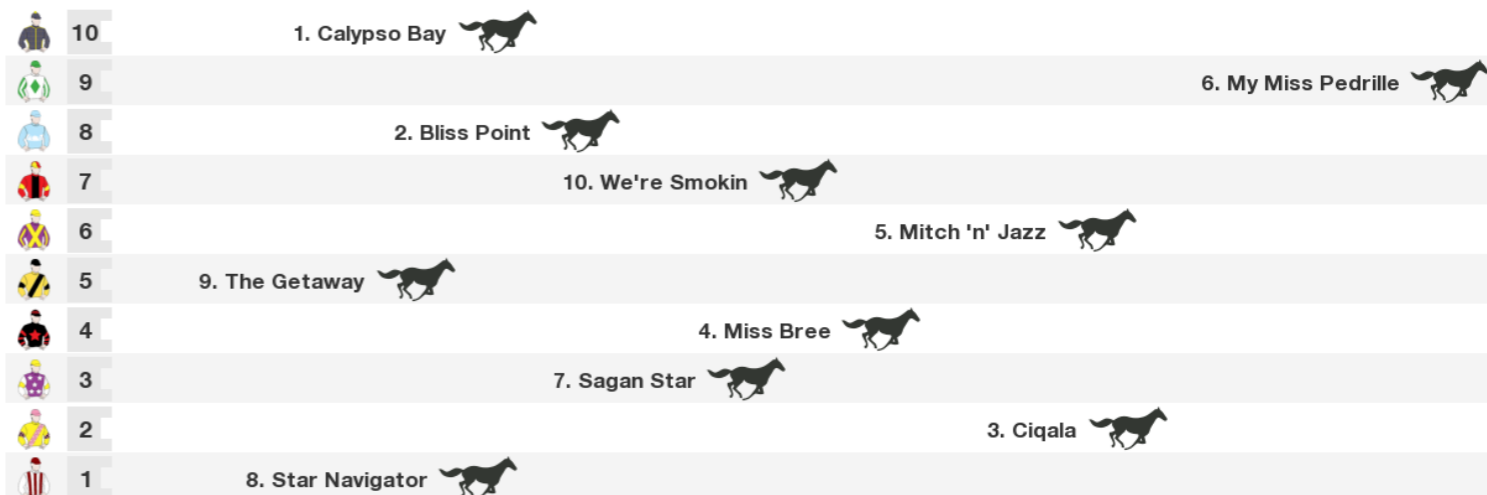 10 1. Calypso Bay
9 6. My Miss Pedrille
8 2. Bliss Point
7 10. We're Smokin
6 5. Mitch 'n' Jazz
5 9. The Getaway
4 4. Miss Bree
3 7. Sagan Star
2 3. Ciqala
1 8. Star Navigator